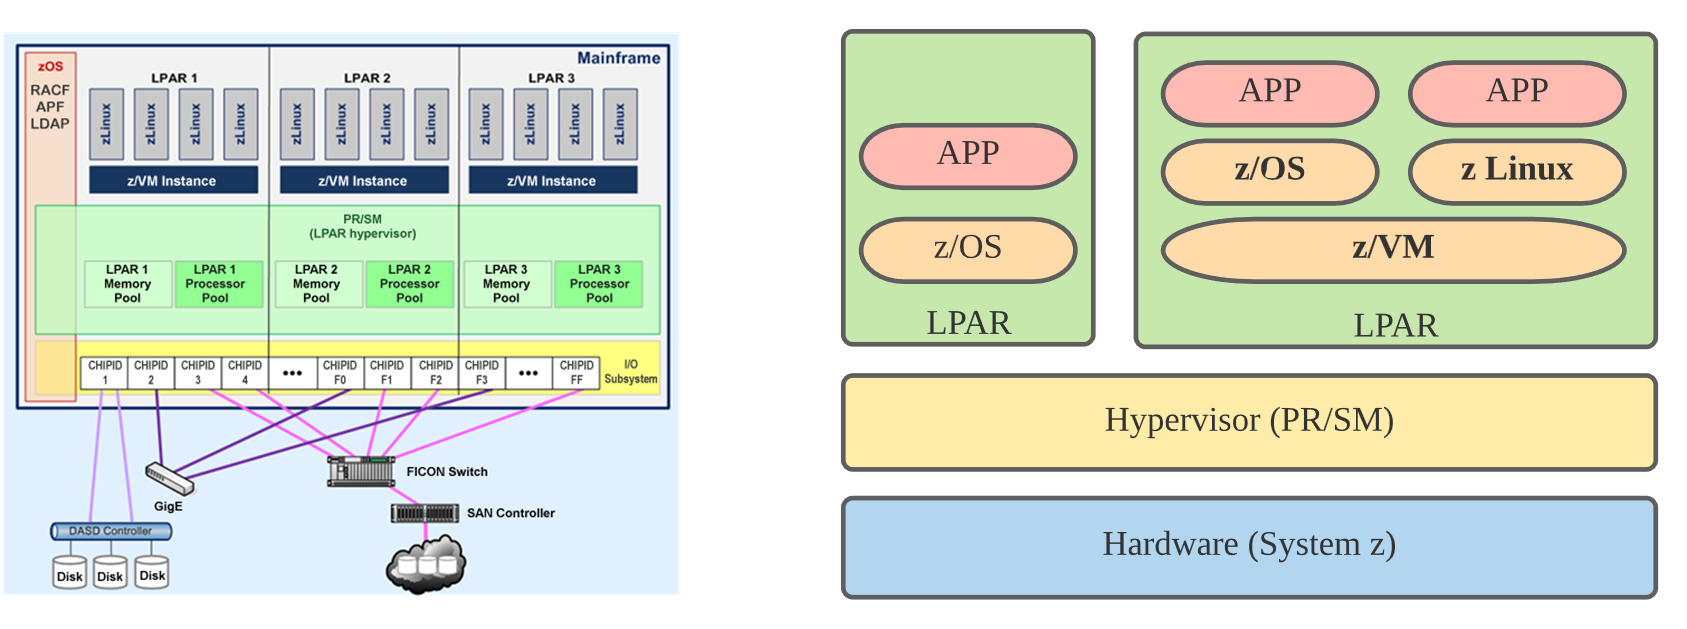 Mainframe
zOS
RACF
APF
LDAP
LPAR 1
LPAR 2
LPAR 3
zLinux
zLinux
zLinux
zLinux
zLinux
zLinux
zLinux
zLinux
zLinux
zLinux
zLinux
zLinux
z/VM Instance
z/VM Instance
z/VM Instance
PR/SM
(LPAR hypervisor)
LPAR 1
Memory
Pool
LPAR 1
Processor
Pool
LPAR 2
Memory
Pool
LPAR 2
Processor
Pool
LPAR 3
Memory
Pool
LPAR 3
Processor
Pool
CHIPID
1
CHIPID
2
CHIPID
3
CHIPID
4
•••
CHIPID
F0
CHIPID
F1
CHIPID
F2
CHIPID
F3
•••
CHIPID
FF
I/O
Subsystem
GigE
FICON Switch
SAN Controller
DASD Controller
Disk
Disk
Disk
APP
z/OS
LPAR
APP
APP
z/OS
z Linux
z/VM
LPAR
Hypervisor (PR/SM)
Hardware (System z)